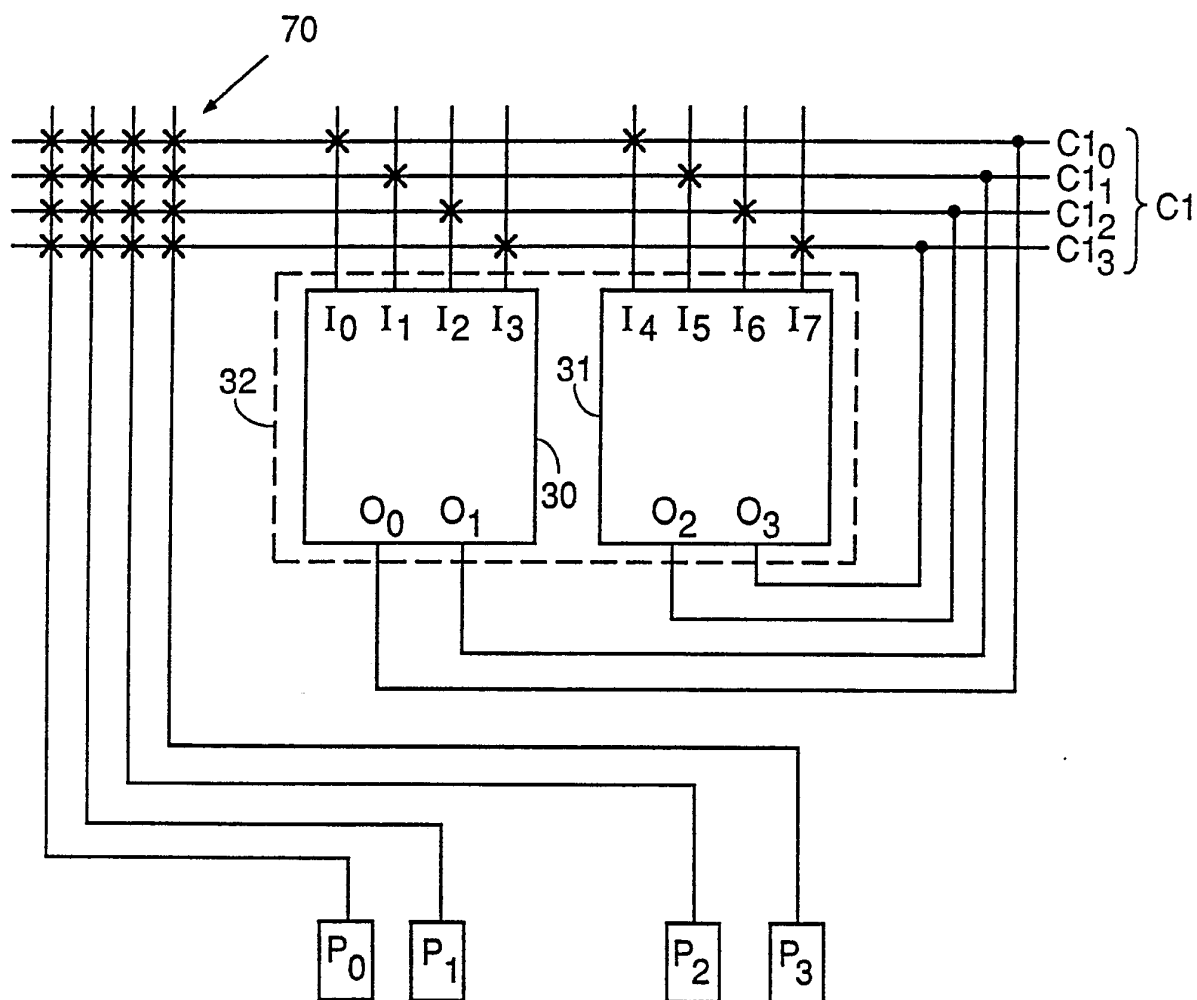 70
C1₀
C1₁
C1₂
C1₃
C1
I₀ I₁ I₂ I₃
I₄ I₅ I₆ I₇
32
31
30
O₀ O₁
O₂ O₃
P₀
P₁
P₂
P₃